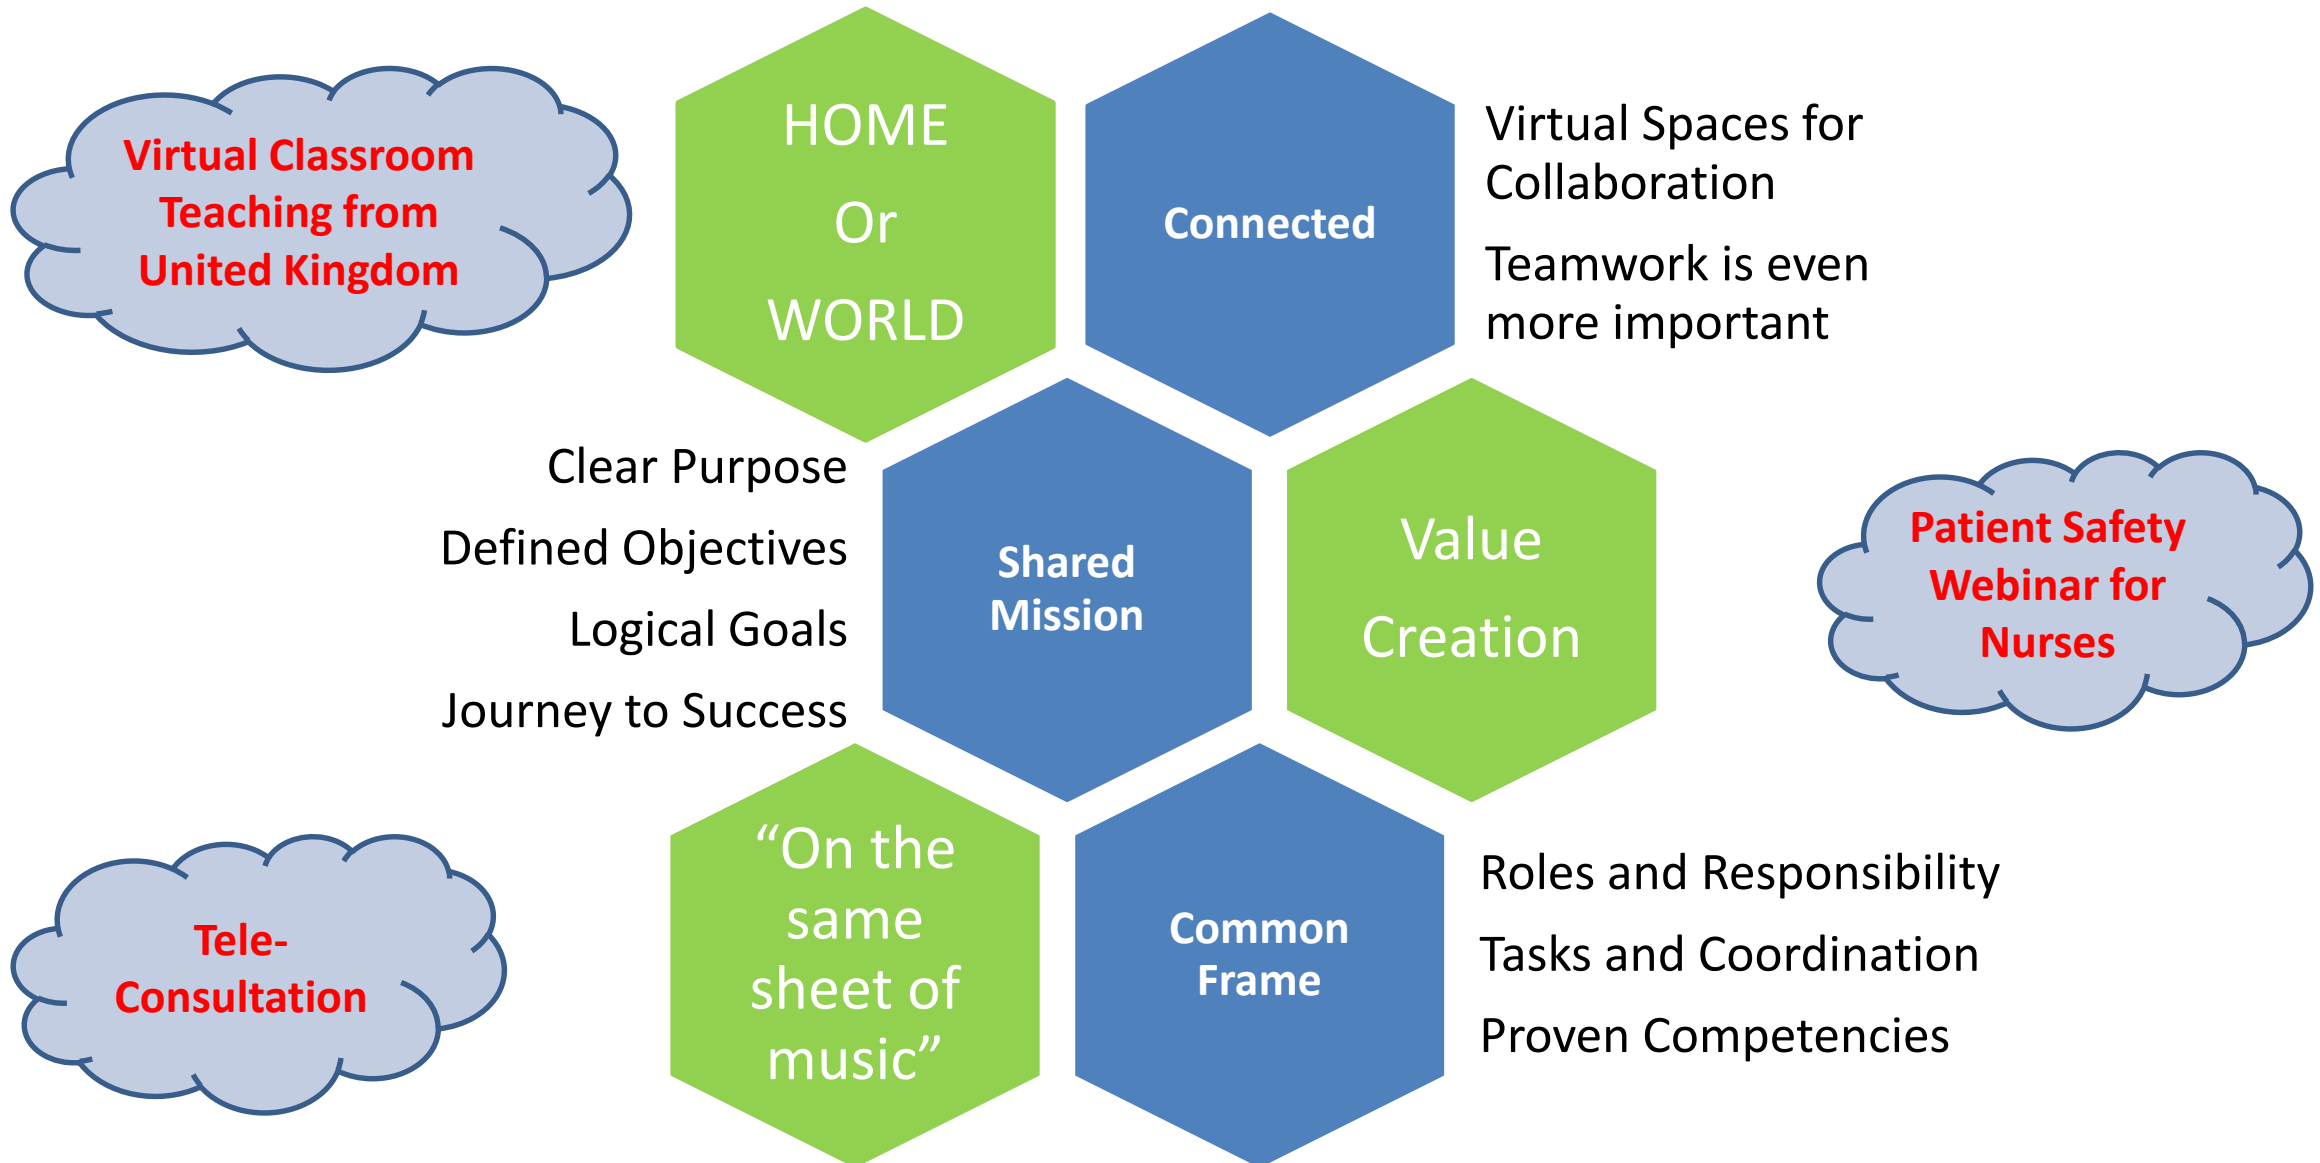 Virtual Classroom
Teaching from
United Kingdom
HOME
Or
WORLD
Connected
Virtual Spaces for
Collaboration
Teamwork is even
more important
Clear Purpose
Defined Objectives
Logical Goals
Journey to Success
Shared
Mission
Value
Creation
Patient Safety
Webinar for
Nurses
Tele-
Consultation
“On the
same
sheet of
music”
Common
Frame
Roles and Responsibility
Tasks and Coordination
Proven Competencies